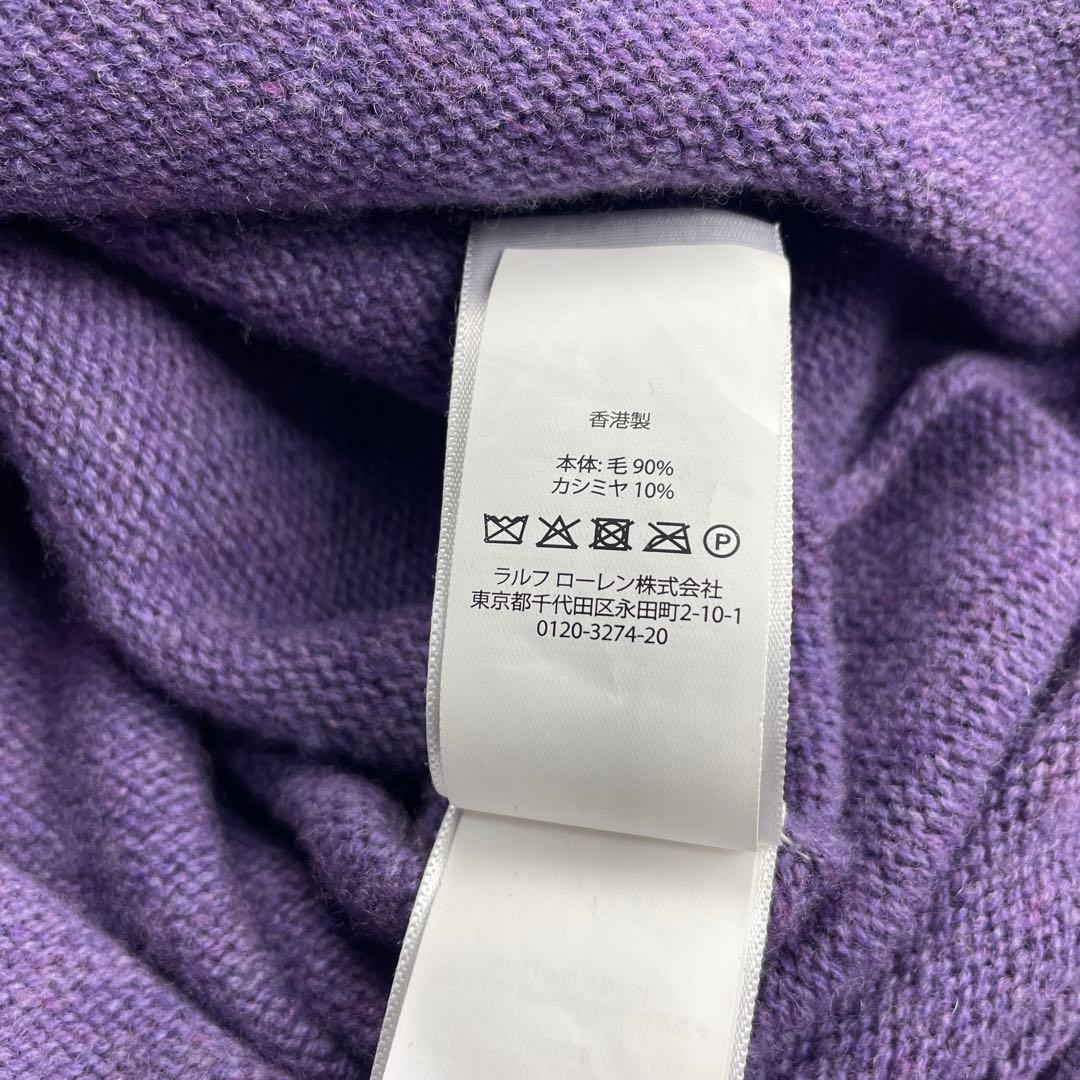 香港製
本体: 毛 90%
カシミヤ 10%
P
ラルフ ローレン株式会社
東京都千代田区永田町2-10-1
0120-3274-20